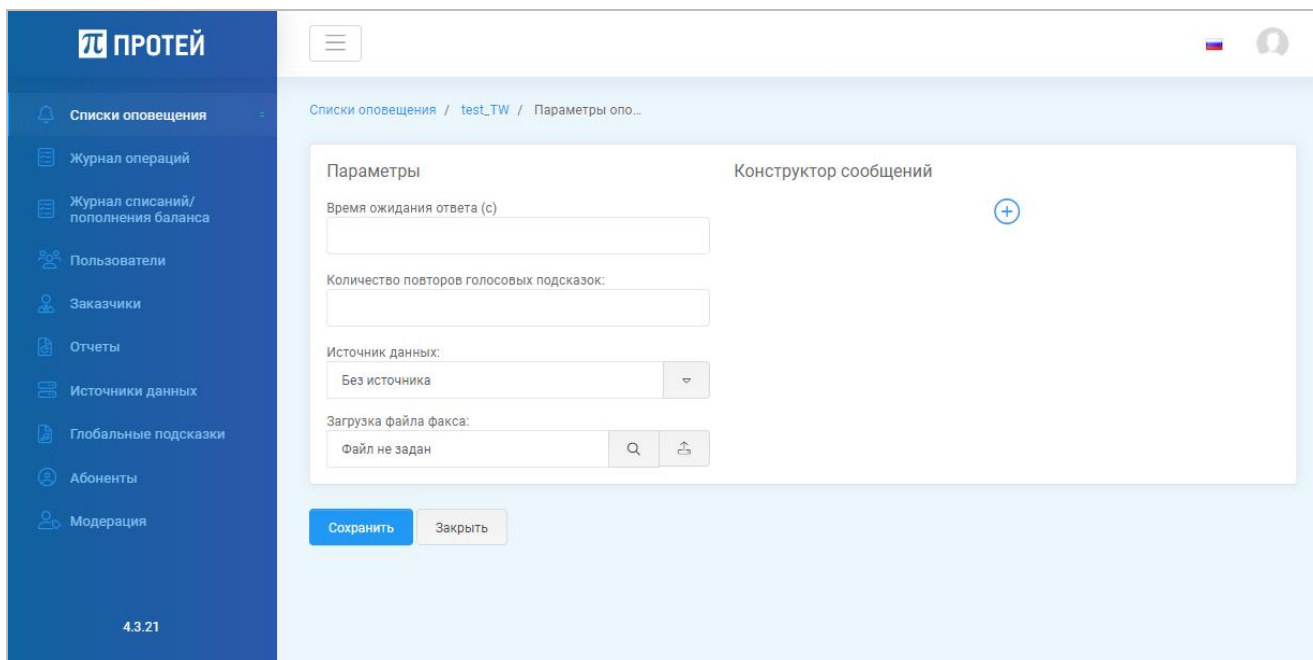 ПРОТЕЙ
Списки оповещения
Журнал операций
Журнал списаний/
пополнения баланса
Пользователи
Заказчики
Отчеты
Источники данных
Глобальные подсказки
Абоненты
Модерация
4.3.21
Списки оповещения / test_TW / Параметры опо...
Параметры
Время ожидания ответа (с)
Количество повторов голосовых подсказок:
Источник данных:
Без источника
Загрузка файла факса:
Файл не задан
Конструктор сообщений
Сохранить
Закрыть